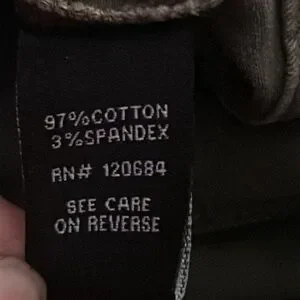 97%COTTON
3%SPANDEX
RN# 120684
SEE CARE
ON REVERSE